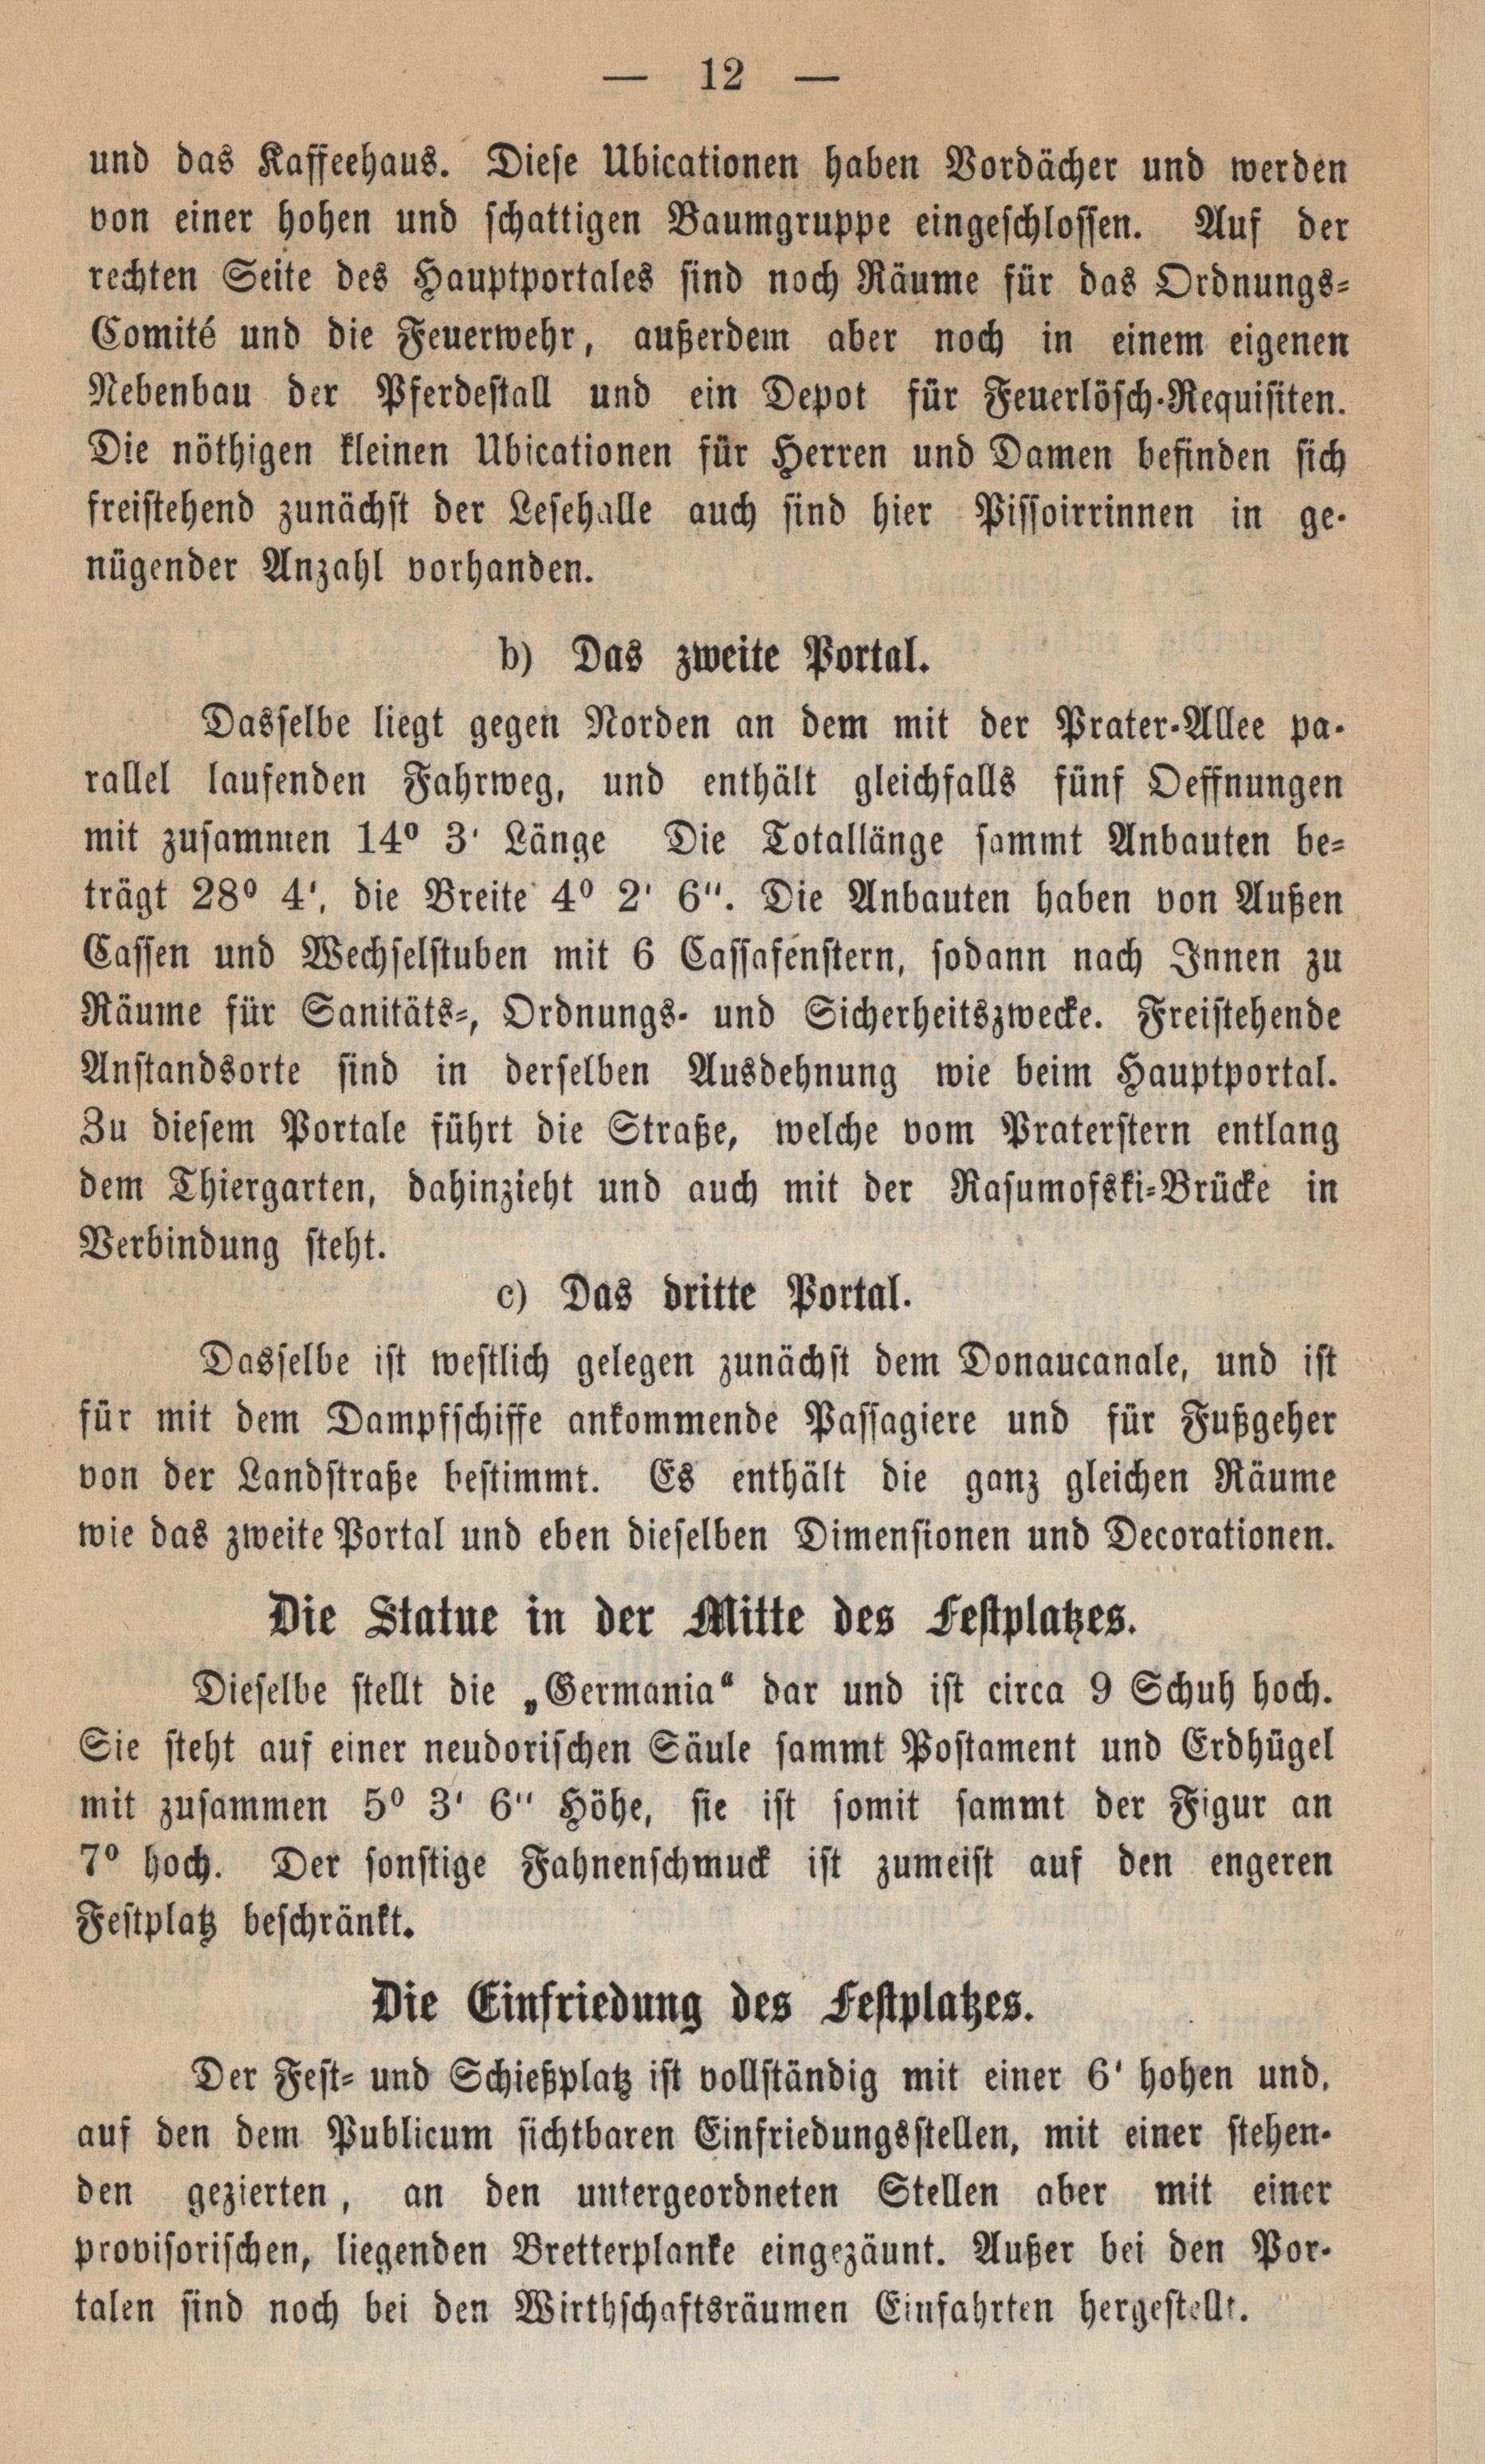 — 12 —
und das Kaffeehaus. Diese Ubicationen haben Vordächer und werden
von einer hohen und schattigen Baumgruppe eingeschlossen. Auf der
rechten Seite des Hauptportales sind noch Räume für das Ordnungs-
Comité und die Feuerwehr, außerdem aber noch in einem eigenen
Nebenbau der Pferdestall und ein Depot für Feuerlösch-Requisiten.
Die nöthigen kleinen Ubicationen für Herren und Damen befinden sich
freistehend zunächst der Lesehalle auch sind hier Pissoirrinnen in ge-
nügender Anzahl vorhanden.
b) Das zweite Portal.
Dasselbe liegt gegen Norden an dem mit der Prater-Allee pa-
rallel laufenden Fahrweg, und enthält gleichfalls fünf Oeffnungen
mit zusammen 14⁰ 3' Länge Die Totallänge sammt Anbauten be-
trägt 28⁰ 4', die Breite 4⁰ 2' 6". Die Anbauten haben von Außen
Cassen und Wechselstuben mit 6 Cassafenstern, sodann nach Innen zu
Räume für Sanitäts-, Ordnungs- und Sicherheitszwecke. Freistehende
Anstandsorte sind in derselben Ausdehnung wie beim Hauptportal.
Zu diesem Portale führt die Straße, welche vom Praterstern entlang
dem Thiergarten, dahinzieht und auch mit der Rasumofski-Brücke in
Verbindung steht.
c) Das dritte Portal.
Dasselbe ist westlich gelegen zunächst dem Donaucanale, und ist
für mit dem Dampfschiffe ankommende Passagiere und für Fußgeher
von der Landstraße bestimmt. Es enthält die ganz gleichen Räume
wie das zweite Portal und eben dieselben Dimensionen und Decorationen.
Die Statue in der Mitte des Festplatzes.
Dieselbe stellt die „Germania“ dar und ist circa 9 Schuh hoch.
Sie steht auf einer neudorischen Säule sammt Postament und Erdhügel
mit zusammen 5⁰ 3' 6" Höhe, sie ist somit sammt der Figur an
7⁰ hoch. Der sonstige Fahnenschmuck ist zumeist auf den engeren
Festplatz beschränkt.
Die Einfriedung des Festplatzes.
Der Fest- und Schießplatz ist vollständig mit einer 6' hohen und,
auf den dem Publicum sichtbaren Einfriedungsstellen, mit einer stehen-
den gezierten, an den untergeordneten Stellen aber mit einer
provisorischen, liegenden Bretterplanke eingezäunt. Außer bei den Por-
talen sind noch bei den Wirthschaftsräumen Einfahrten hergestellt.